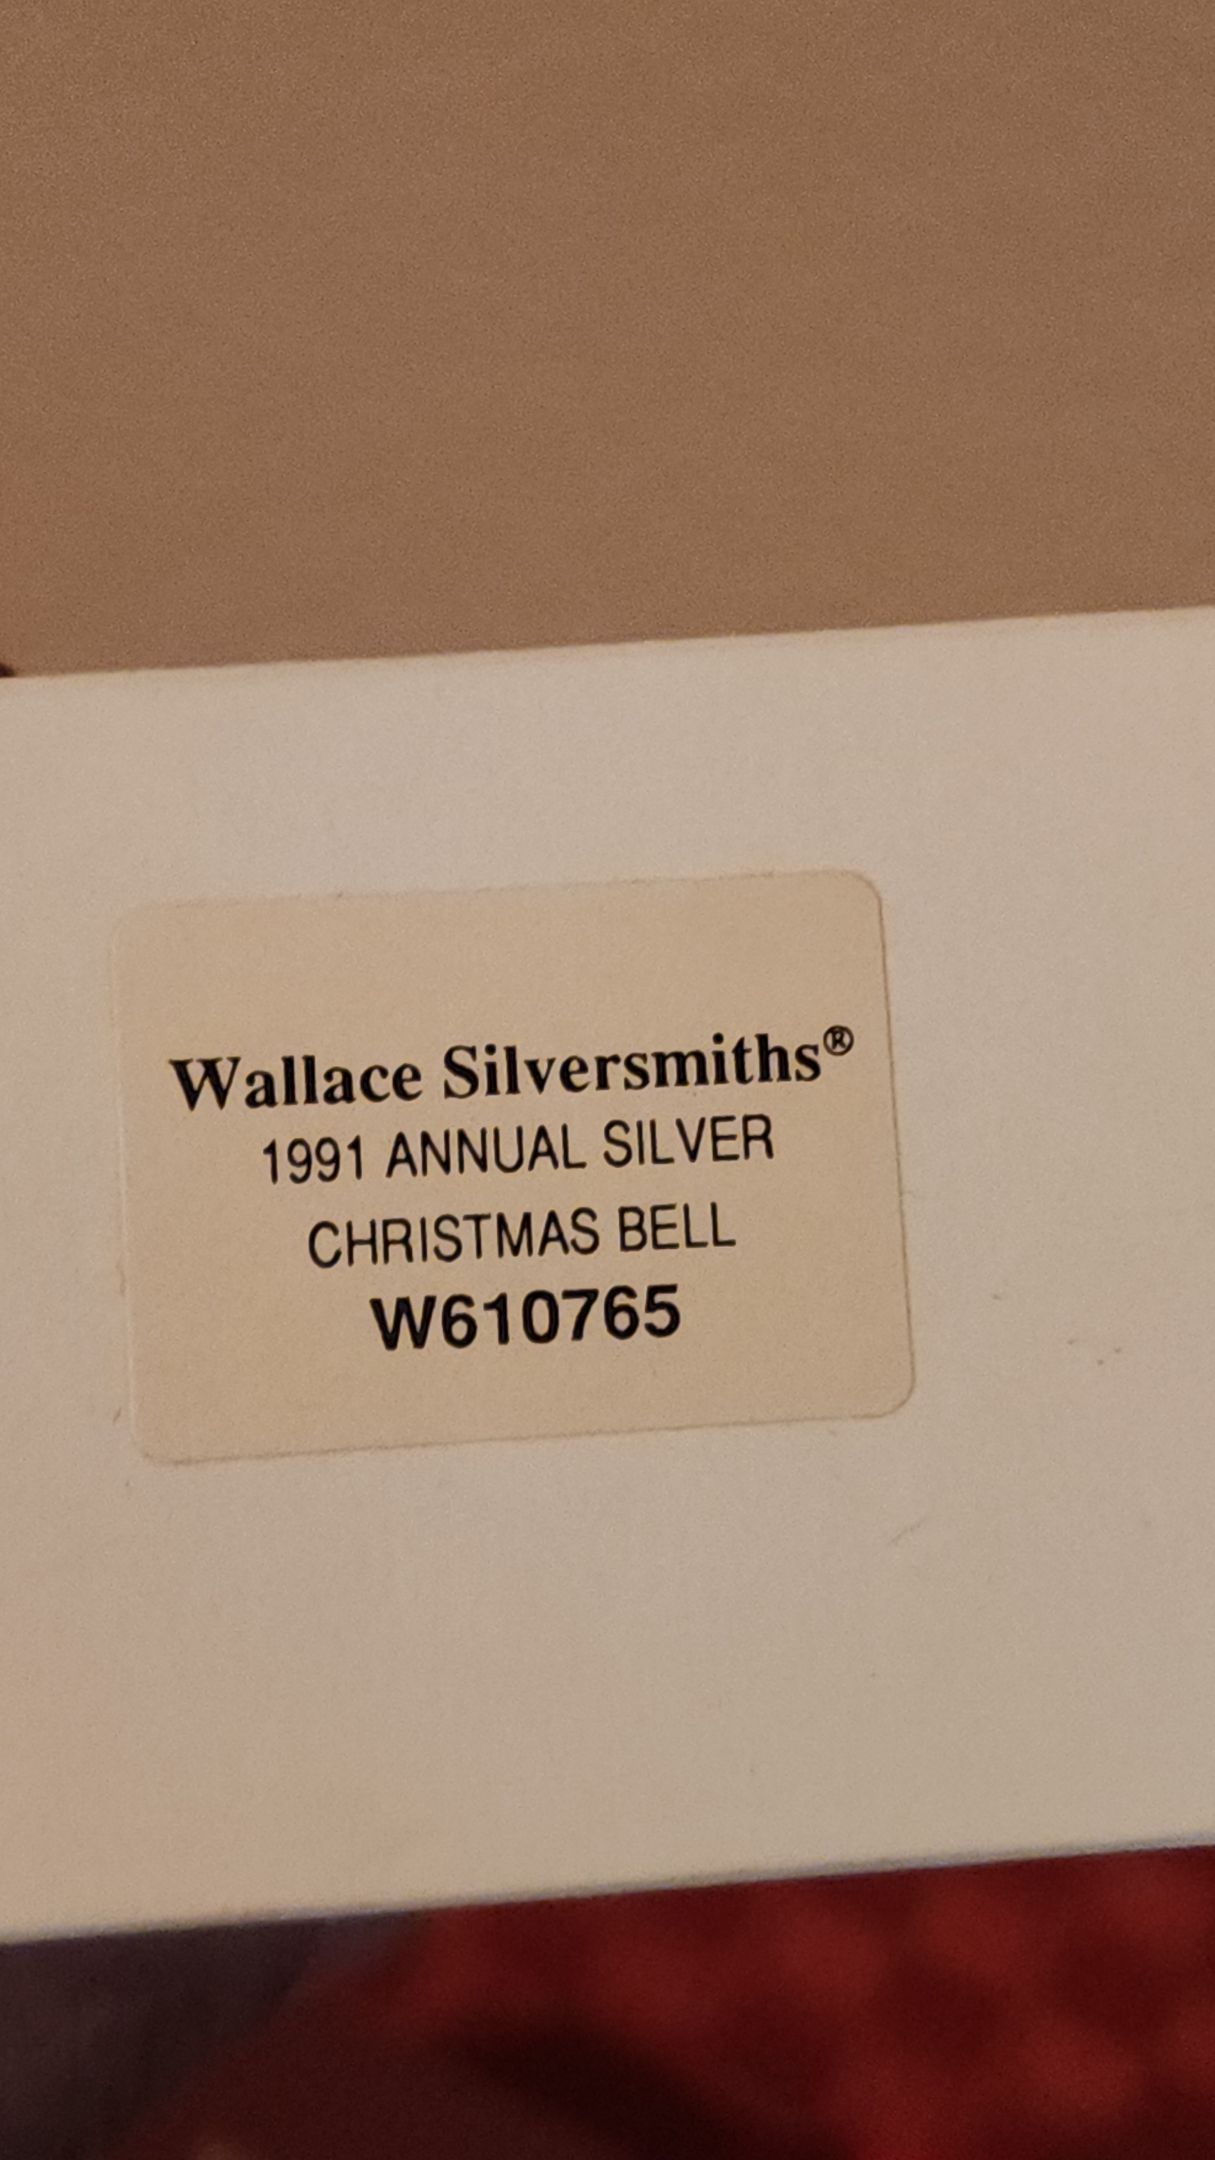 Wallace Silversmiths®
1991 ANNUAL SILVER
CHRISTMAS BELL
W610765